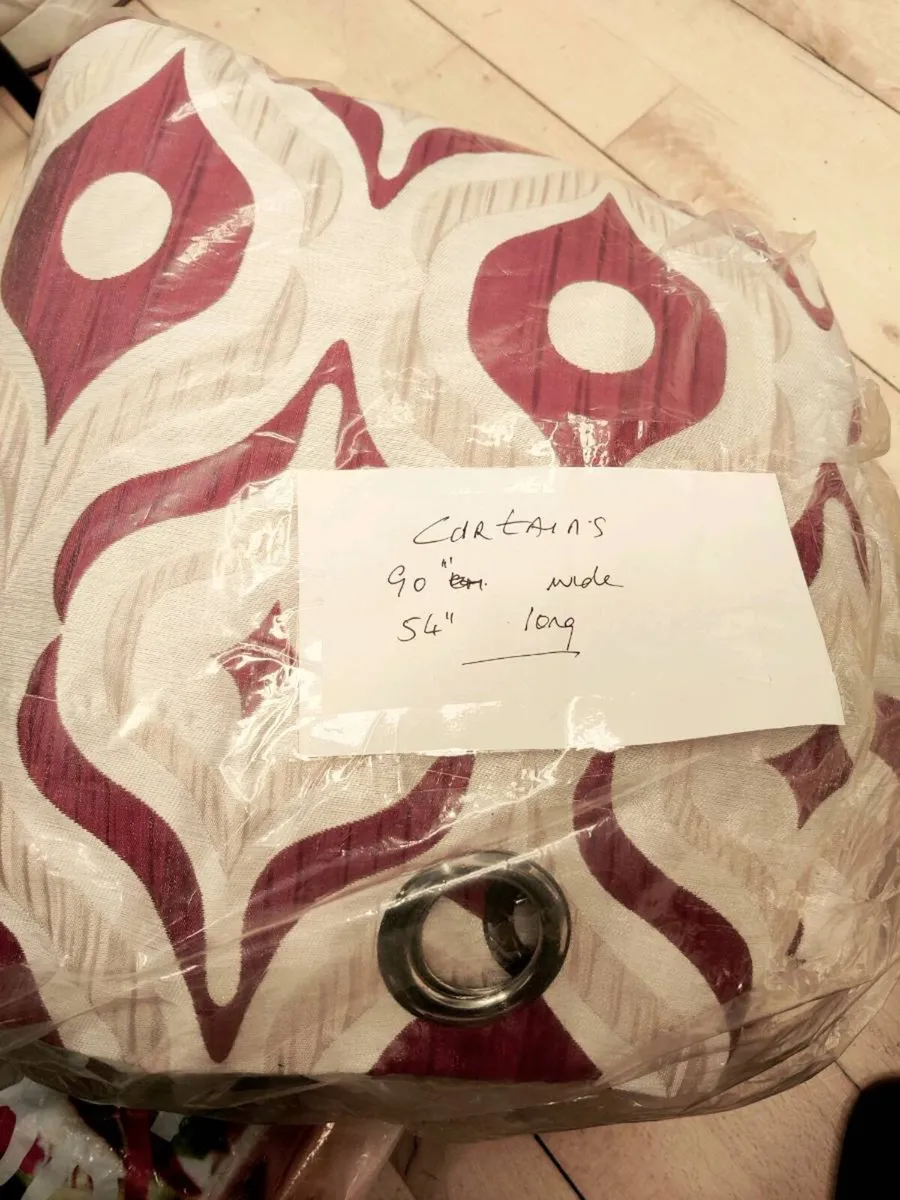 CURTAINS
90" wide
54" long